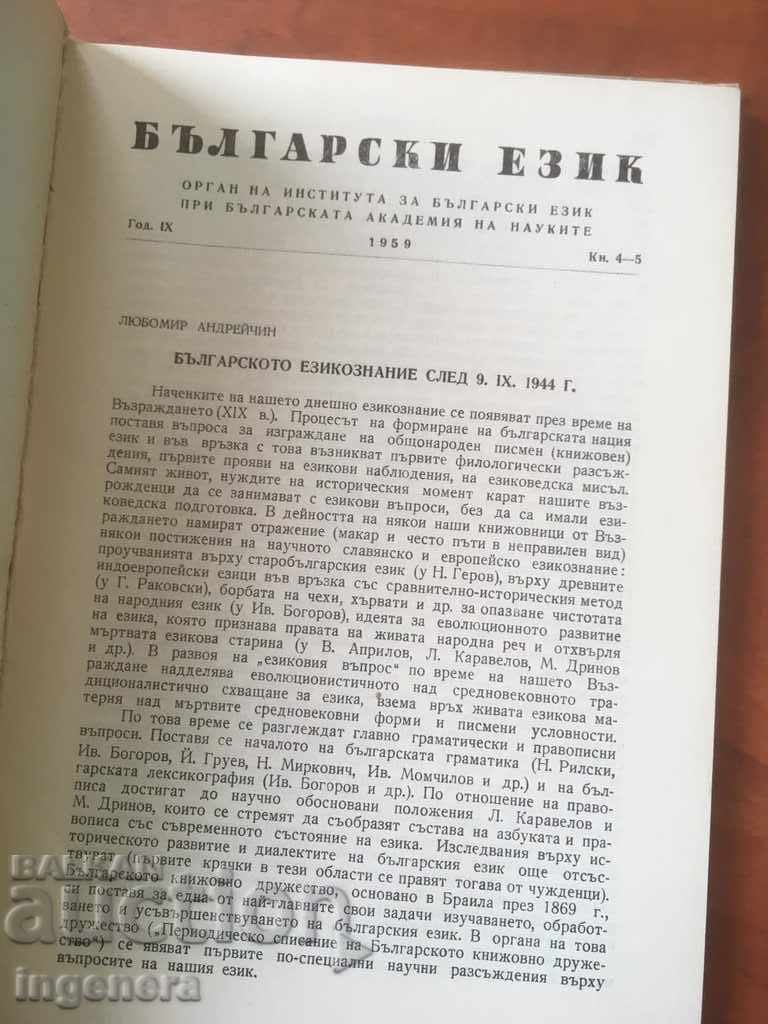 БЪЛГАРСКИ ЕЗИК
ОРГАН НА ИНСТИТУТА ЗА БЪЛГАРСКИ ЕЗИК
ПРИ БЪЛГАРСКАТА АКАДЕМИЯ НА НАУКИТЕ
Год. IX 1959 Кн. 4—5
ЛЮБОМИР АНДРЕЙЧИН
БЪЛГАРСКОТО ЕЗИКОЗНАНИЕ СЛЕД 9. IX. 1944 Г.
Наченките на нашето днешно езикознание се появяват през време на
Възраждането (XIX в.). Процесът на формиране на българската нация
поставя въпроса за изграждане на общонароден писмен (книжовен)
език и във връзка с това възникват първите филологически разсъж-
дения, първите прояви на езикови наблюдения, на езиковедска мисъл.
Самият живот, нуждите на историческия момент карат нашите въз-
рожденци да се занимават с езикови въпроси, без да са имали ези-
коведска подготовка. В дейността на някои наши книжовници от Въз-
раждането намират отражение (макар и често пъти в неправилен вид)
някои постижения на научното славянско и европейско езикознание:
проучванията върху старобългарския език (у Н. Геров), върху древните
индоевропейски езици във връзка със сравнително-историческия метод
(у Г. Раковски), борбата на чехи, хървати и др. за опазване чистотата
на народния език (у Ив. Богоров), идеята за еволюционното развитие
на езика, която признава правата на живата народна реч и отхвърля
мъртвата езикова старина (у В. Априлов, Л. Каравелов, М. Дринов
и др.). В развоя на „езиковия въпрос“ по време на нашето Въз-
раждане надделява еволюционистичното над средновековното тра-
диционалистично схващане за езика, взема връх живата езикова ма-
терия над мъртвите средновековни форми и писмени условности.
По това време се разглеждат главно граматически и правописни
въпроси. Поставя се началото на българската граматика (Н. Рилски,
Ив. Богоров, Й. Груев, Н. Миркович, Ив. Момчилов и др.) и на бъл-
гарската лексикография (Ив. Богоров и др.). По отношение на право-
писа достигат до научно обосновани положения Л. Каравелов и
М. Дринов, които се стремят да съобразят състава на азбуката и пра-
вописа със съвременното състояние на езика. Изследвания върху ис-
торическото развитие и диалектите на българския език още отсъс-
твуват (първите крачки в тези области се правят тогава от чужденци).
Българското книжовно дружество, основано в Браила през 1869 г.,
си поставя за една от най-главните свои задачи изучаването, обработ-
ването и усъвършенствуването на българския език. В органа на това
дружество („Периодическо списание на Българското книжовно друже-
ство“) се явяват първите по-специални научни разсъждения върху
въпросите на нашия език.
БАЛКАН
auction
ingenera